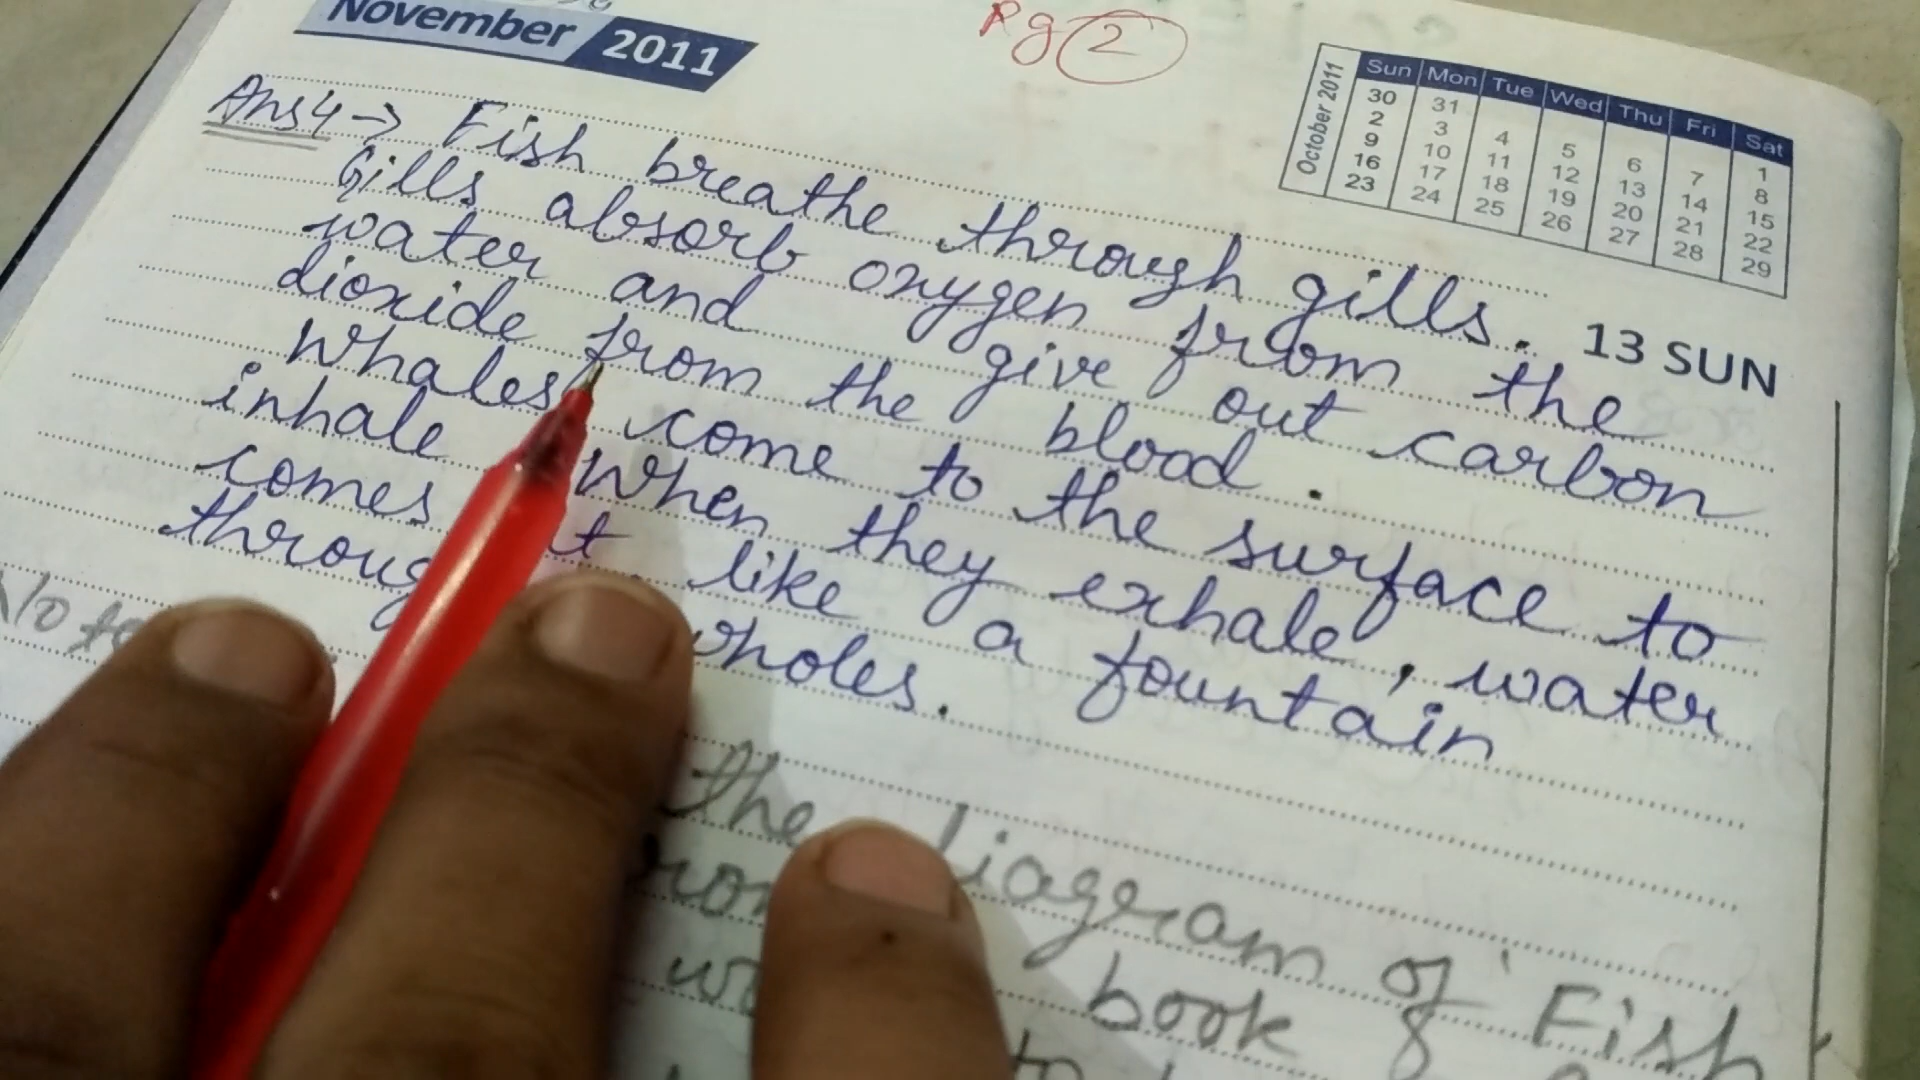 November 2011
Pg 2
October 2011
Sun Mon Tue Wed Thu Fri Sat
30 31 1
2 3 4 5 6 7 8
9 10 11 12 13 14 15
16 17 18 19 20 21 22
23 24 25 26 27 28 29
13 SUN
Ans 4 → Fish breathe through gills.
Gills absorb oxygen from the
water and give out carbon
dioxide from the blood.
Whales come to the surface to
inhale. When they exhale, water
comes like a fountain
wholes.
the diagram of Fish
book
to